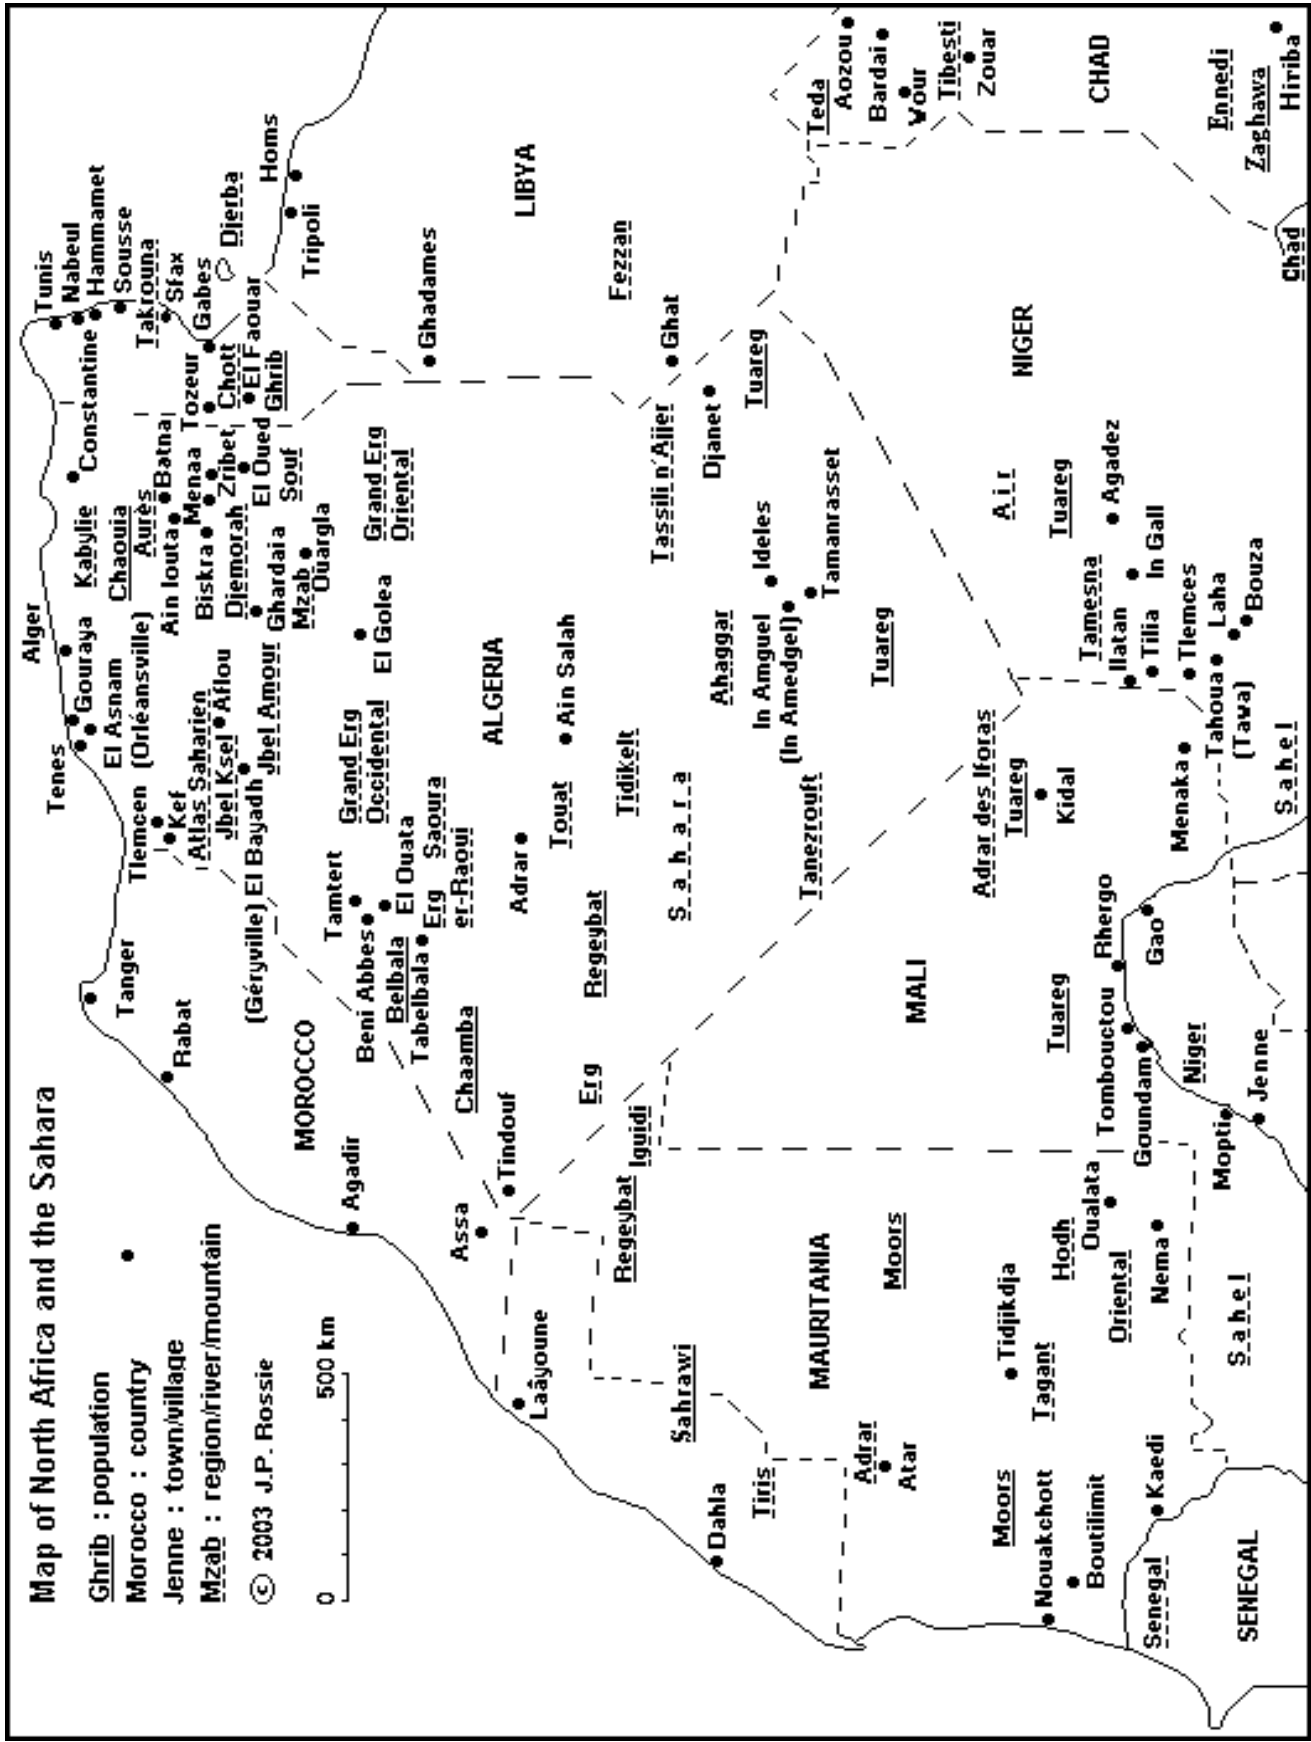 Map of North Africa and the Sahara
Ghrib : population
Morocco : country
Jenne : town/village
Mzab : region/river/mountain
© 2003 J.P. Rossie
0
500 km
Alger
Tunis
Nabeul
Hammamet
Sousse
Takrouna
Sfax
Gabes
Djerba
Homs
Tripoli
Tenes
Gouraya
El Asnam
(Orléansville)
Kabylie
Constantine
Chaouia
Aurès
Batna
Ain Iouta
Menaa
Biskra
Zribet
Djemorah
El Oued
Souf
Tozeur
Chott
El Faouar
Ghrib
Tanger
Rabat
Tlemcen
Kef
Atlas Saharien
Jbel Ksel
Aflou
Jbel Amour
(Géryville) El Bayadh
Ghardaia
Mzab
Ouargla
Grand Erg
Oriental
Ghadames
LIBYA
MOROCCO
Agadir
Tamtert
Grand Erg
Occidental
El Golea
Beni Abbes
El Ouata
Belbala
Tabelbala
Erg
er-Raoui
Saoura
Chaamba
Assa
Tindouf
Adrar
ALGERIA
Touat
Ain Salah
Laâyoune
Regeybat
Erg
Iguidi
Regeybat
Tidikelt
Fezzan
Tassili n'Ajjer
Ghat
Djanet
Tuareg
Sahara
Ahaggar
In Amguel
(In Amedgel)
Ideles
Tamanrasset
Tanezrouft
Tuareg
Sahrawi
Dahla
Tiris
MAURITANIA
Adrar
Atar
Moors
Teda
Aozou
Bardai
Wour
Tibesti
Zouar
CHAD
MALI
Adrar des Iforas
Tuareg
Kidal
NIGER
Air
Tuareg
Agadez
In Gall
Tamesna
Ilatan
Tilia
Tlemces
Laha
Bouza
Tahoua
(Tawa)
Menaka
Moors
Nouakchott
Boutilimit
Tidjikdja
Tagant
Hodh
Oriental
Oualata
Nema
Tuareg
Tombouctou
Goundam
Rhergo
Gao
Niger
Mopti
Jenne
Kaedi
Senegal
SENEGAL
Sahel
Sahel
Ennedi
Zaghawa
Hiriba
Chad